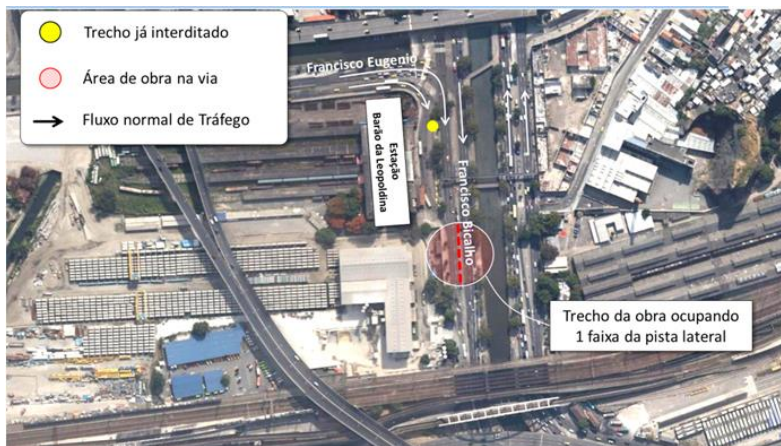 Trecho já interditado
Área de obra na via
Fluxo normal de Tráfego
Francisco Eugenio
Estação
Barão da Leopoldina
Francisco Bicalho
Trecho da obra ocupando
1 faixa da pista lateral